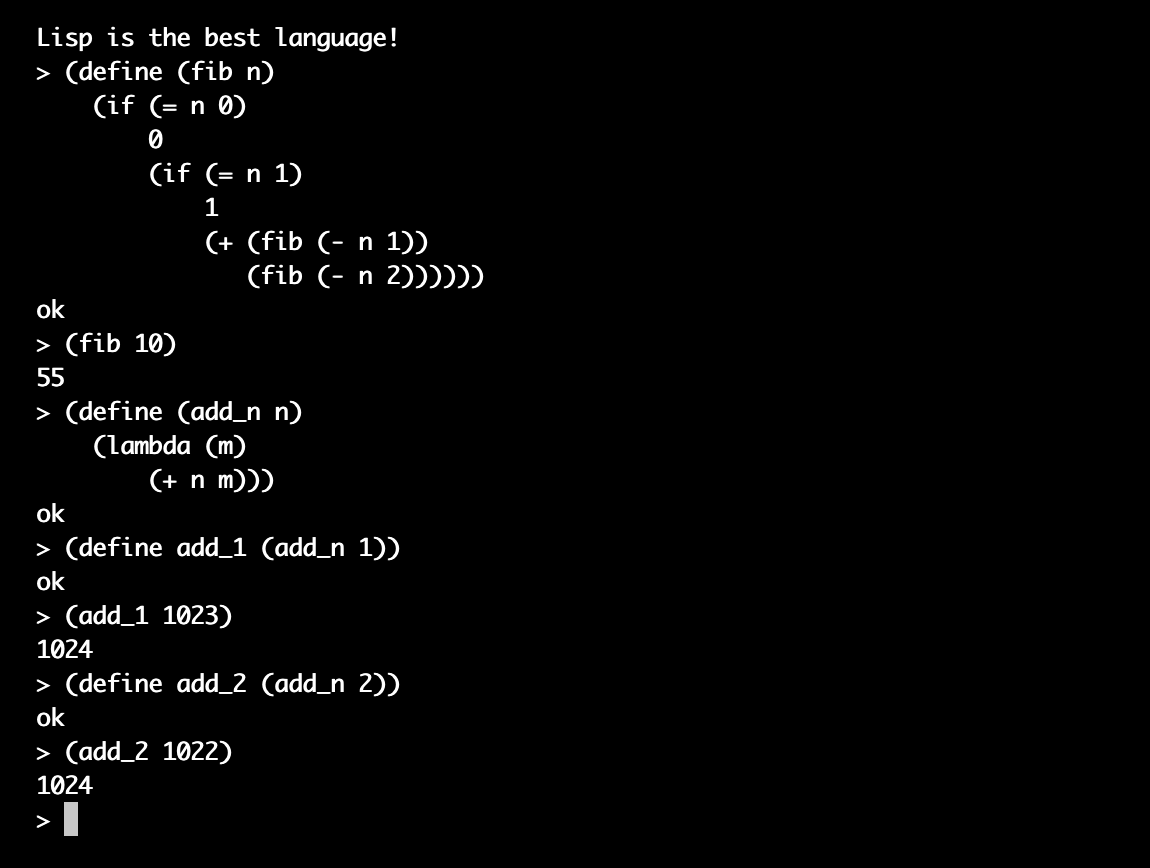 Lisp is the best language!
> (define (fib n)
    (if (= n 0)
        0
        (if (= n 1)
            1
            (+ (fib (- n 1))
               (fib (- n 2))))))
ok
> (fib 10)
55
> (define (add_n n)
    (lambda (m)
        (+ n m)))
ok
> (define add_1 (add_n 1))
ok
> (add_1 1023)
1024
> (define add_2 (add_n 2))
ok
> (add_2 1022)
1024
>